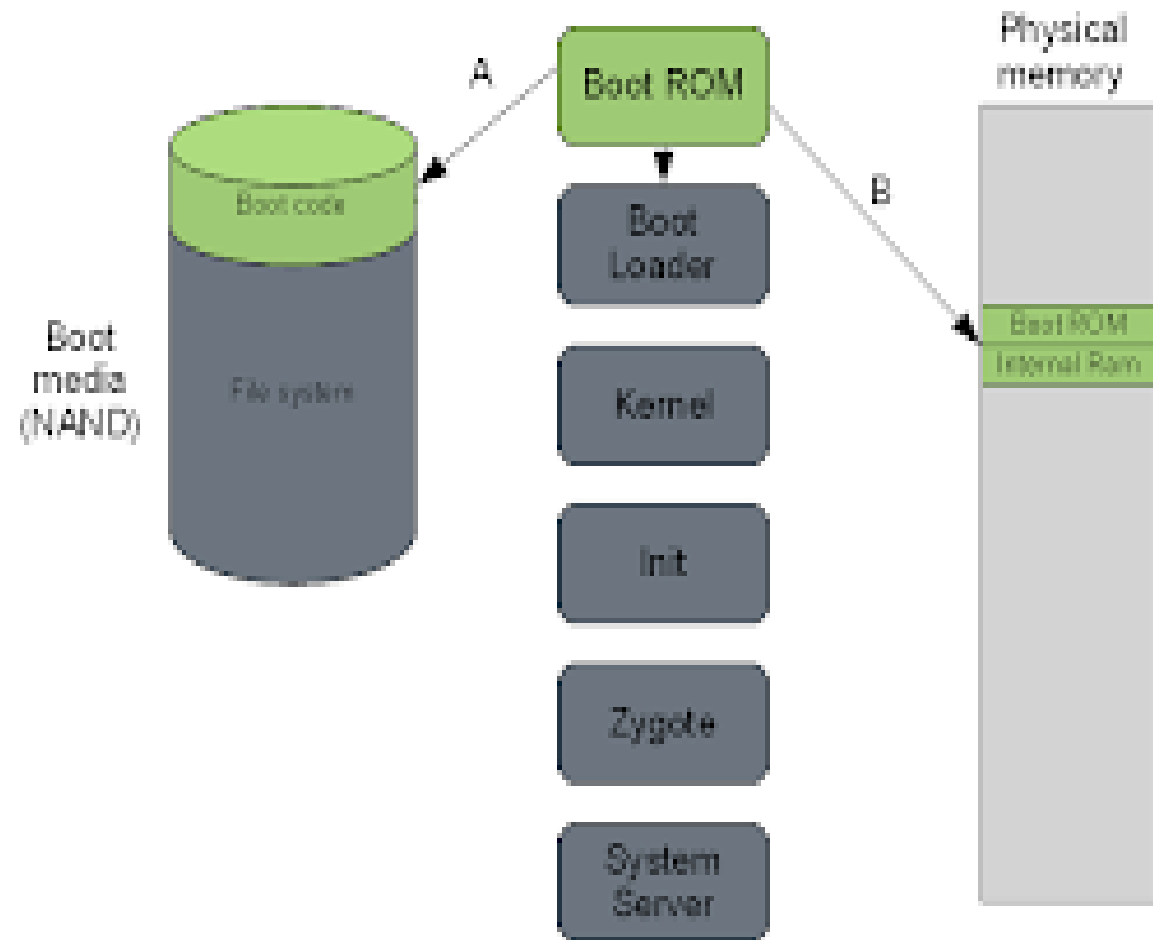 Physical
memory
A
Boot ROM
Boot code
Boot
Loader
B
Boot ROM
Internal Ram
Boot
media
(NAND)
File system
Kernel
Init
Zygote
System
Server